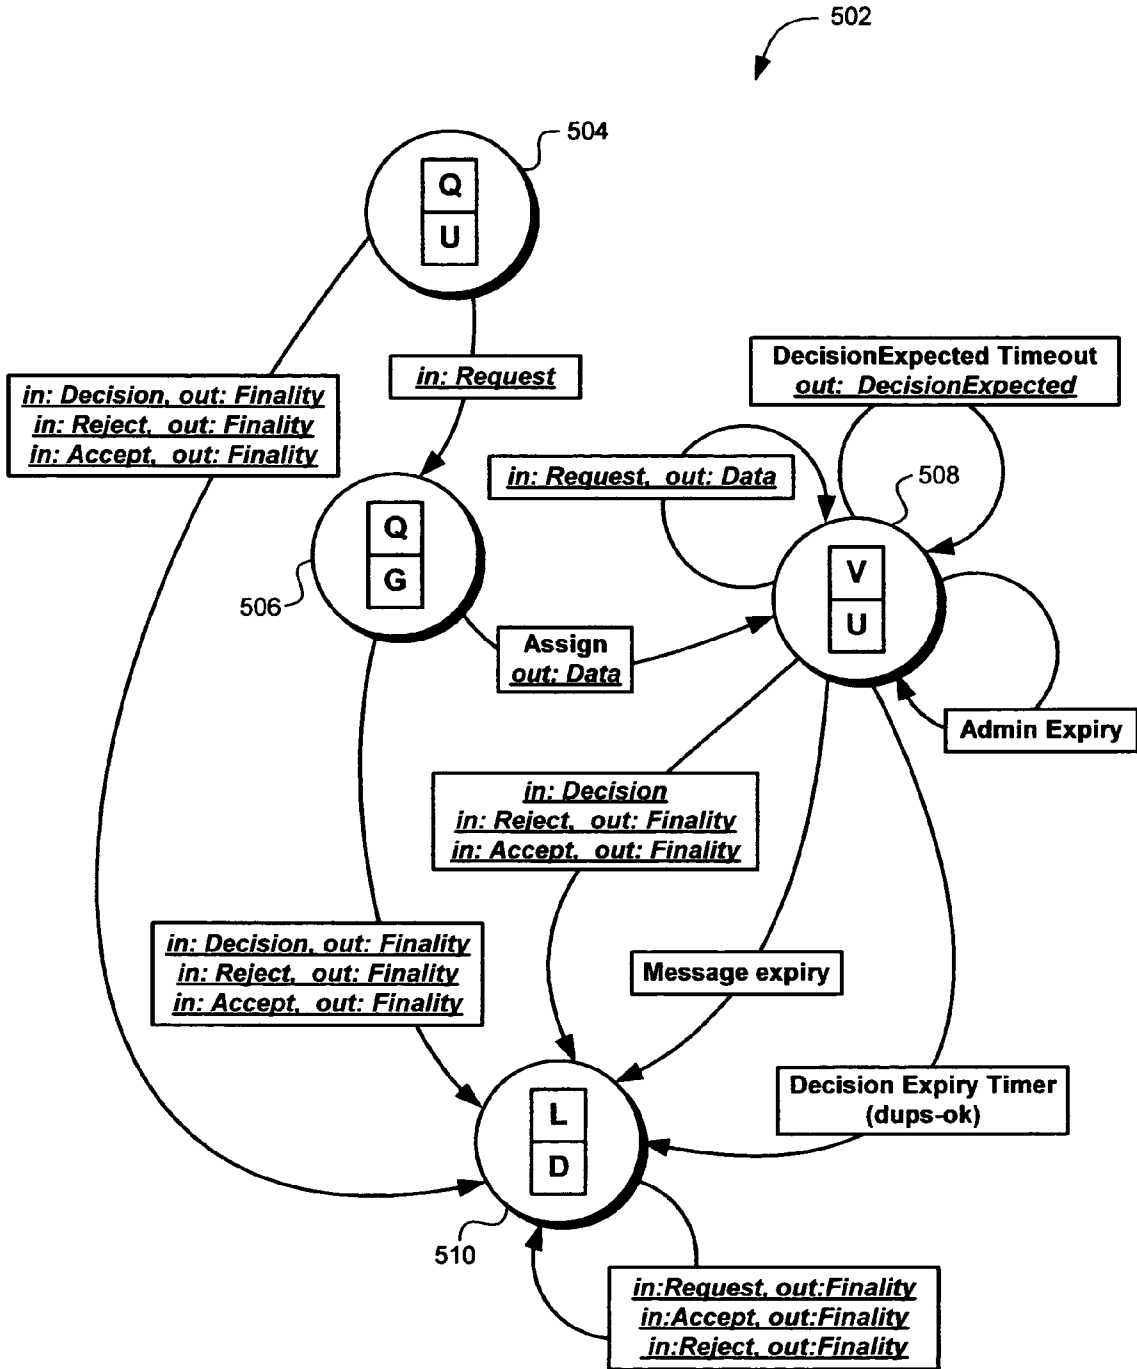 502
504
Q
U
in: Decision, out: Finality
in: Reject, out: Finality
in: Accept, out: Finality
in: Request
DecisionExpected Timeout
out: DecisionExpected
in: Request, out: Data
508
Q
G
506
V
U
Assign
out: Data
Admin Expiry
in: Decision
in: Reject, out: Finality
in: Accept, out: Finality
in: Decision, out: Finality
in: Reject, out: Finality
in: Accept, out: Finality
Message expiry
Decision Expiry Timer
(dups-ok)
L
D
510
in:Request, out:Finality
in:Accept, out:Finality
in:Reject, out:Finality